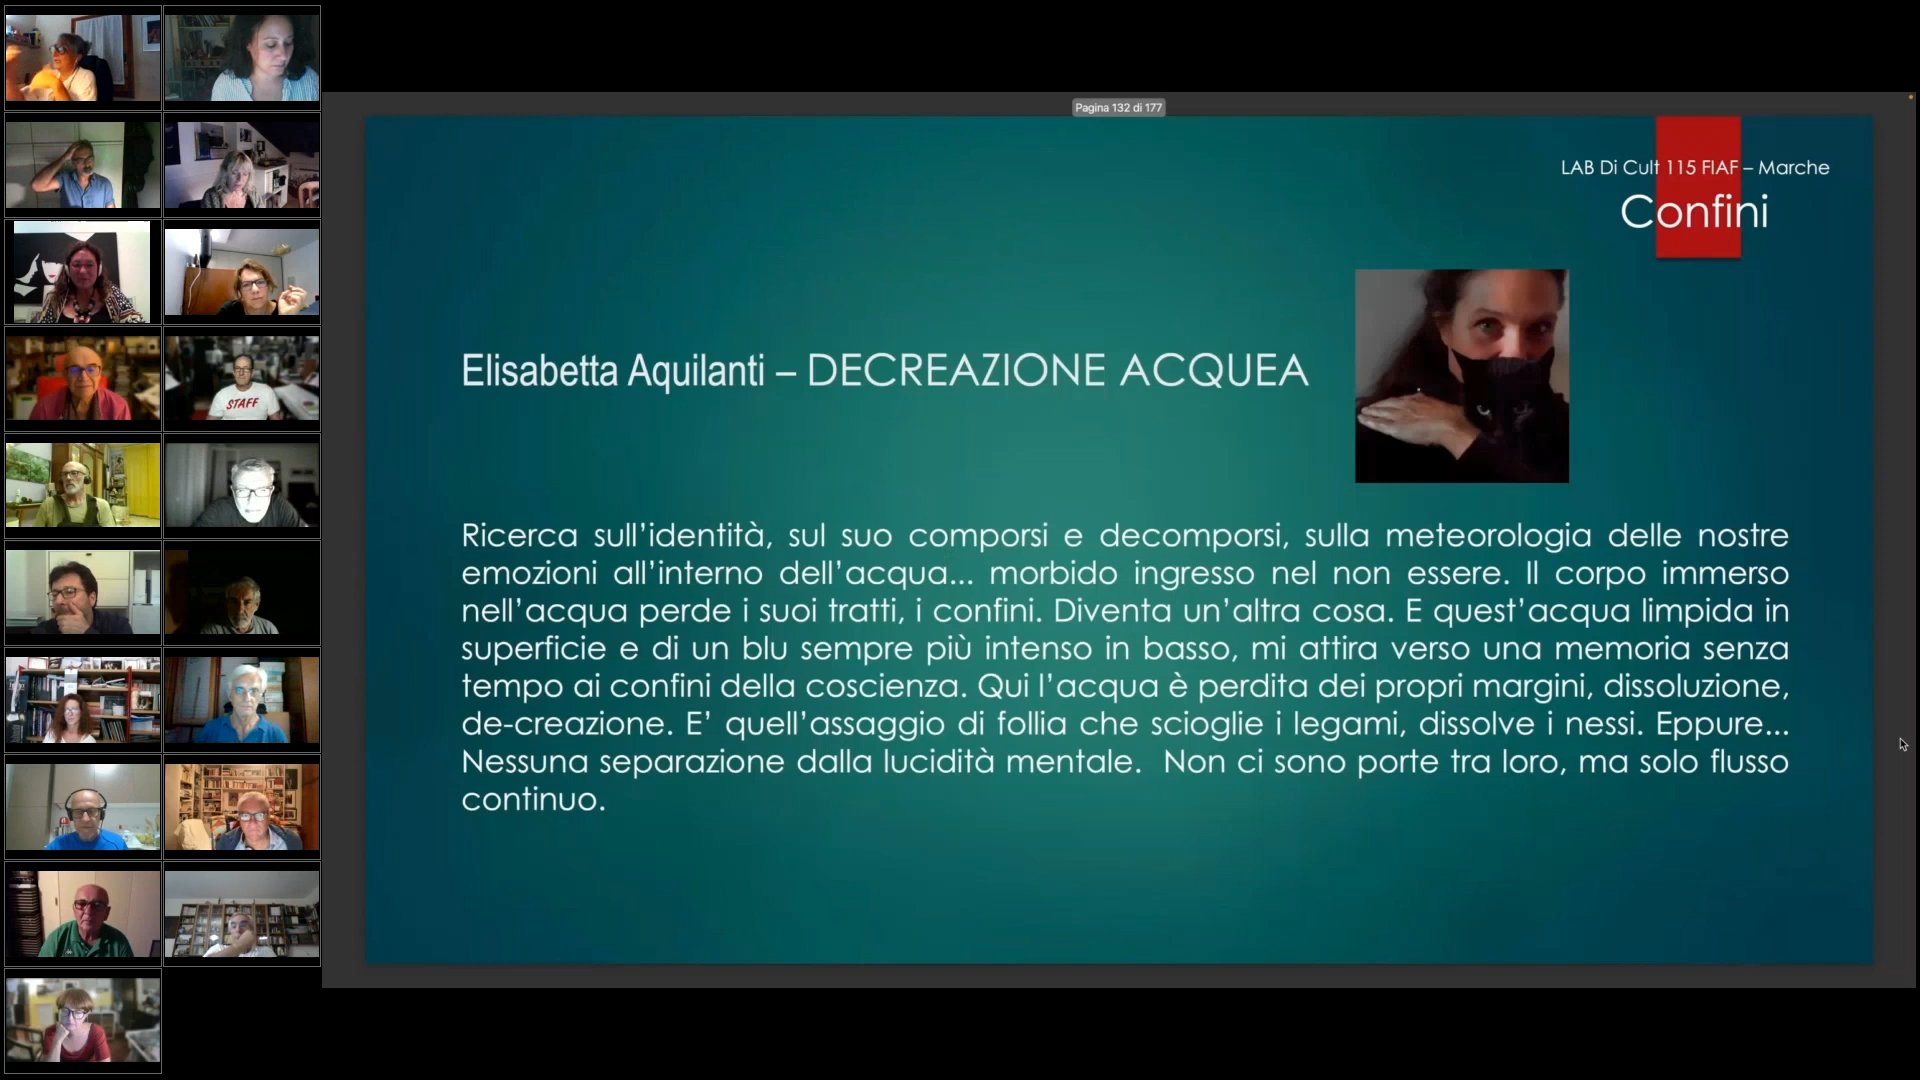 Pagina 132 di 177
LAB Di Cult 115 FIAF – Marche
Confini
Elisabetta Aquilanti – DECREAZIONE ACQUEA
Ricerca sull’identità, sul suo comporsi e decomporsi, sulla meteorologia delle nostre
emozioni all’interno dell’acqua... morbido ingresso nel non essere. Il corpo immerso
nell’acqua perde i suoi tratti, i confini. Diventa un’altra cosa. E quest’acqua limpida in
superficie e di un blu sempre più intenso in basso, mi attira verso una memoria senza
tempo ai confini della coscienza. Qui l’acqua è perdita dei propri margini, dissoluzione,
de-creazione. E’ quell’assaggio di follia che scioglie i legami, dissolve i nessi. Eppure...
Nessuna separazione dalla lucidità mentale.  Non ci sono porte tra loro, ma solo flusso
continuo.
STAFF